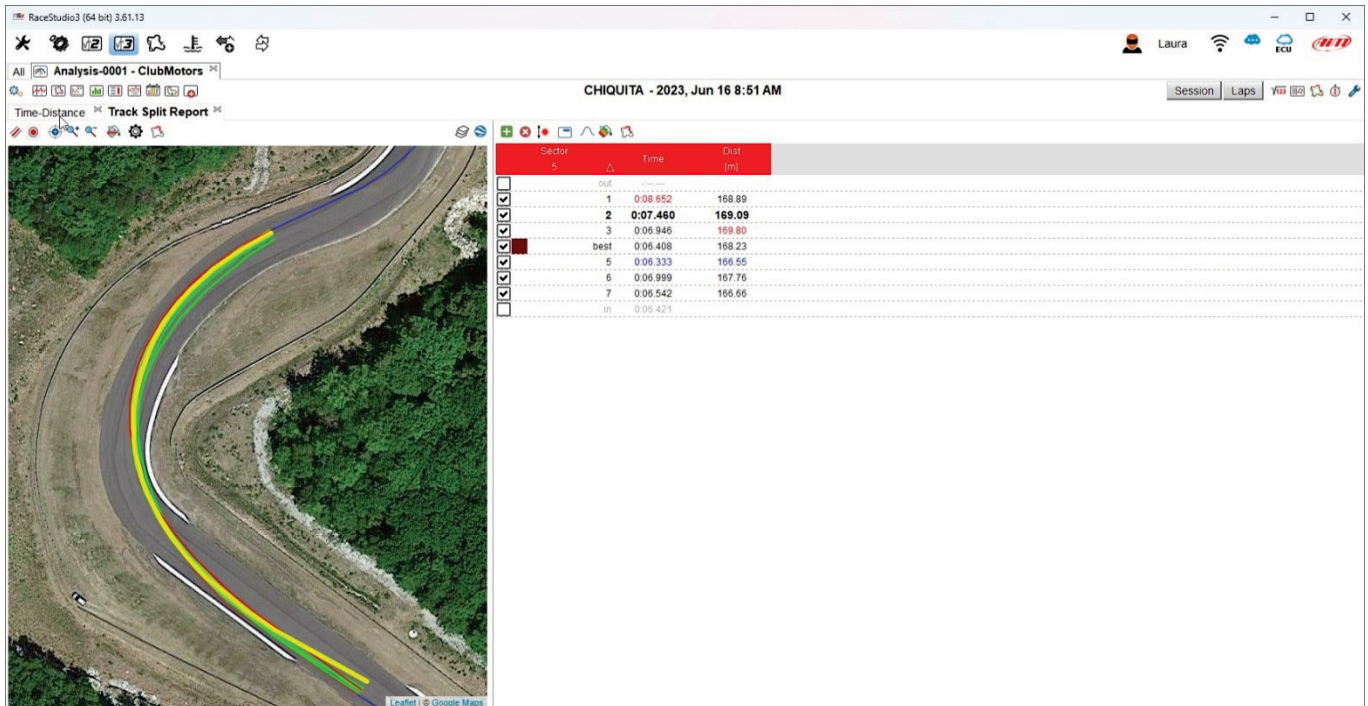 RaceStudio3 (64 bit) 3.61.13
Laura
ECU
AiM
All Analysis-0001 - ClubMotors
CHIQUITA - 2023, Jun 16 8:51 AM
Session Laps
Time-Distance Track Split Report
Sector 5 Time Dist [m]
out -:--.---
1 0:08.652 168.89
2 0:07.460 169.09
3 0:06.946 169.80
best 0:06.408 168.23
5 0:06.333 166.55
6 0:06.999 167.76
7 0:06.542 166.66
in 0:06.421
Leaflet | © Google Maps